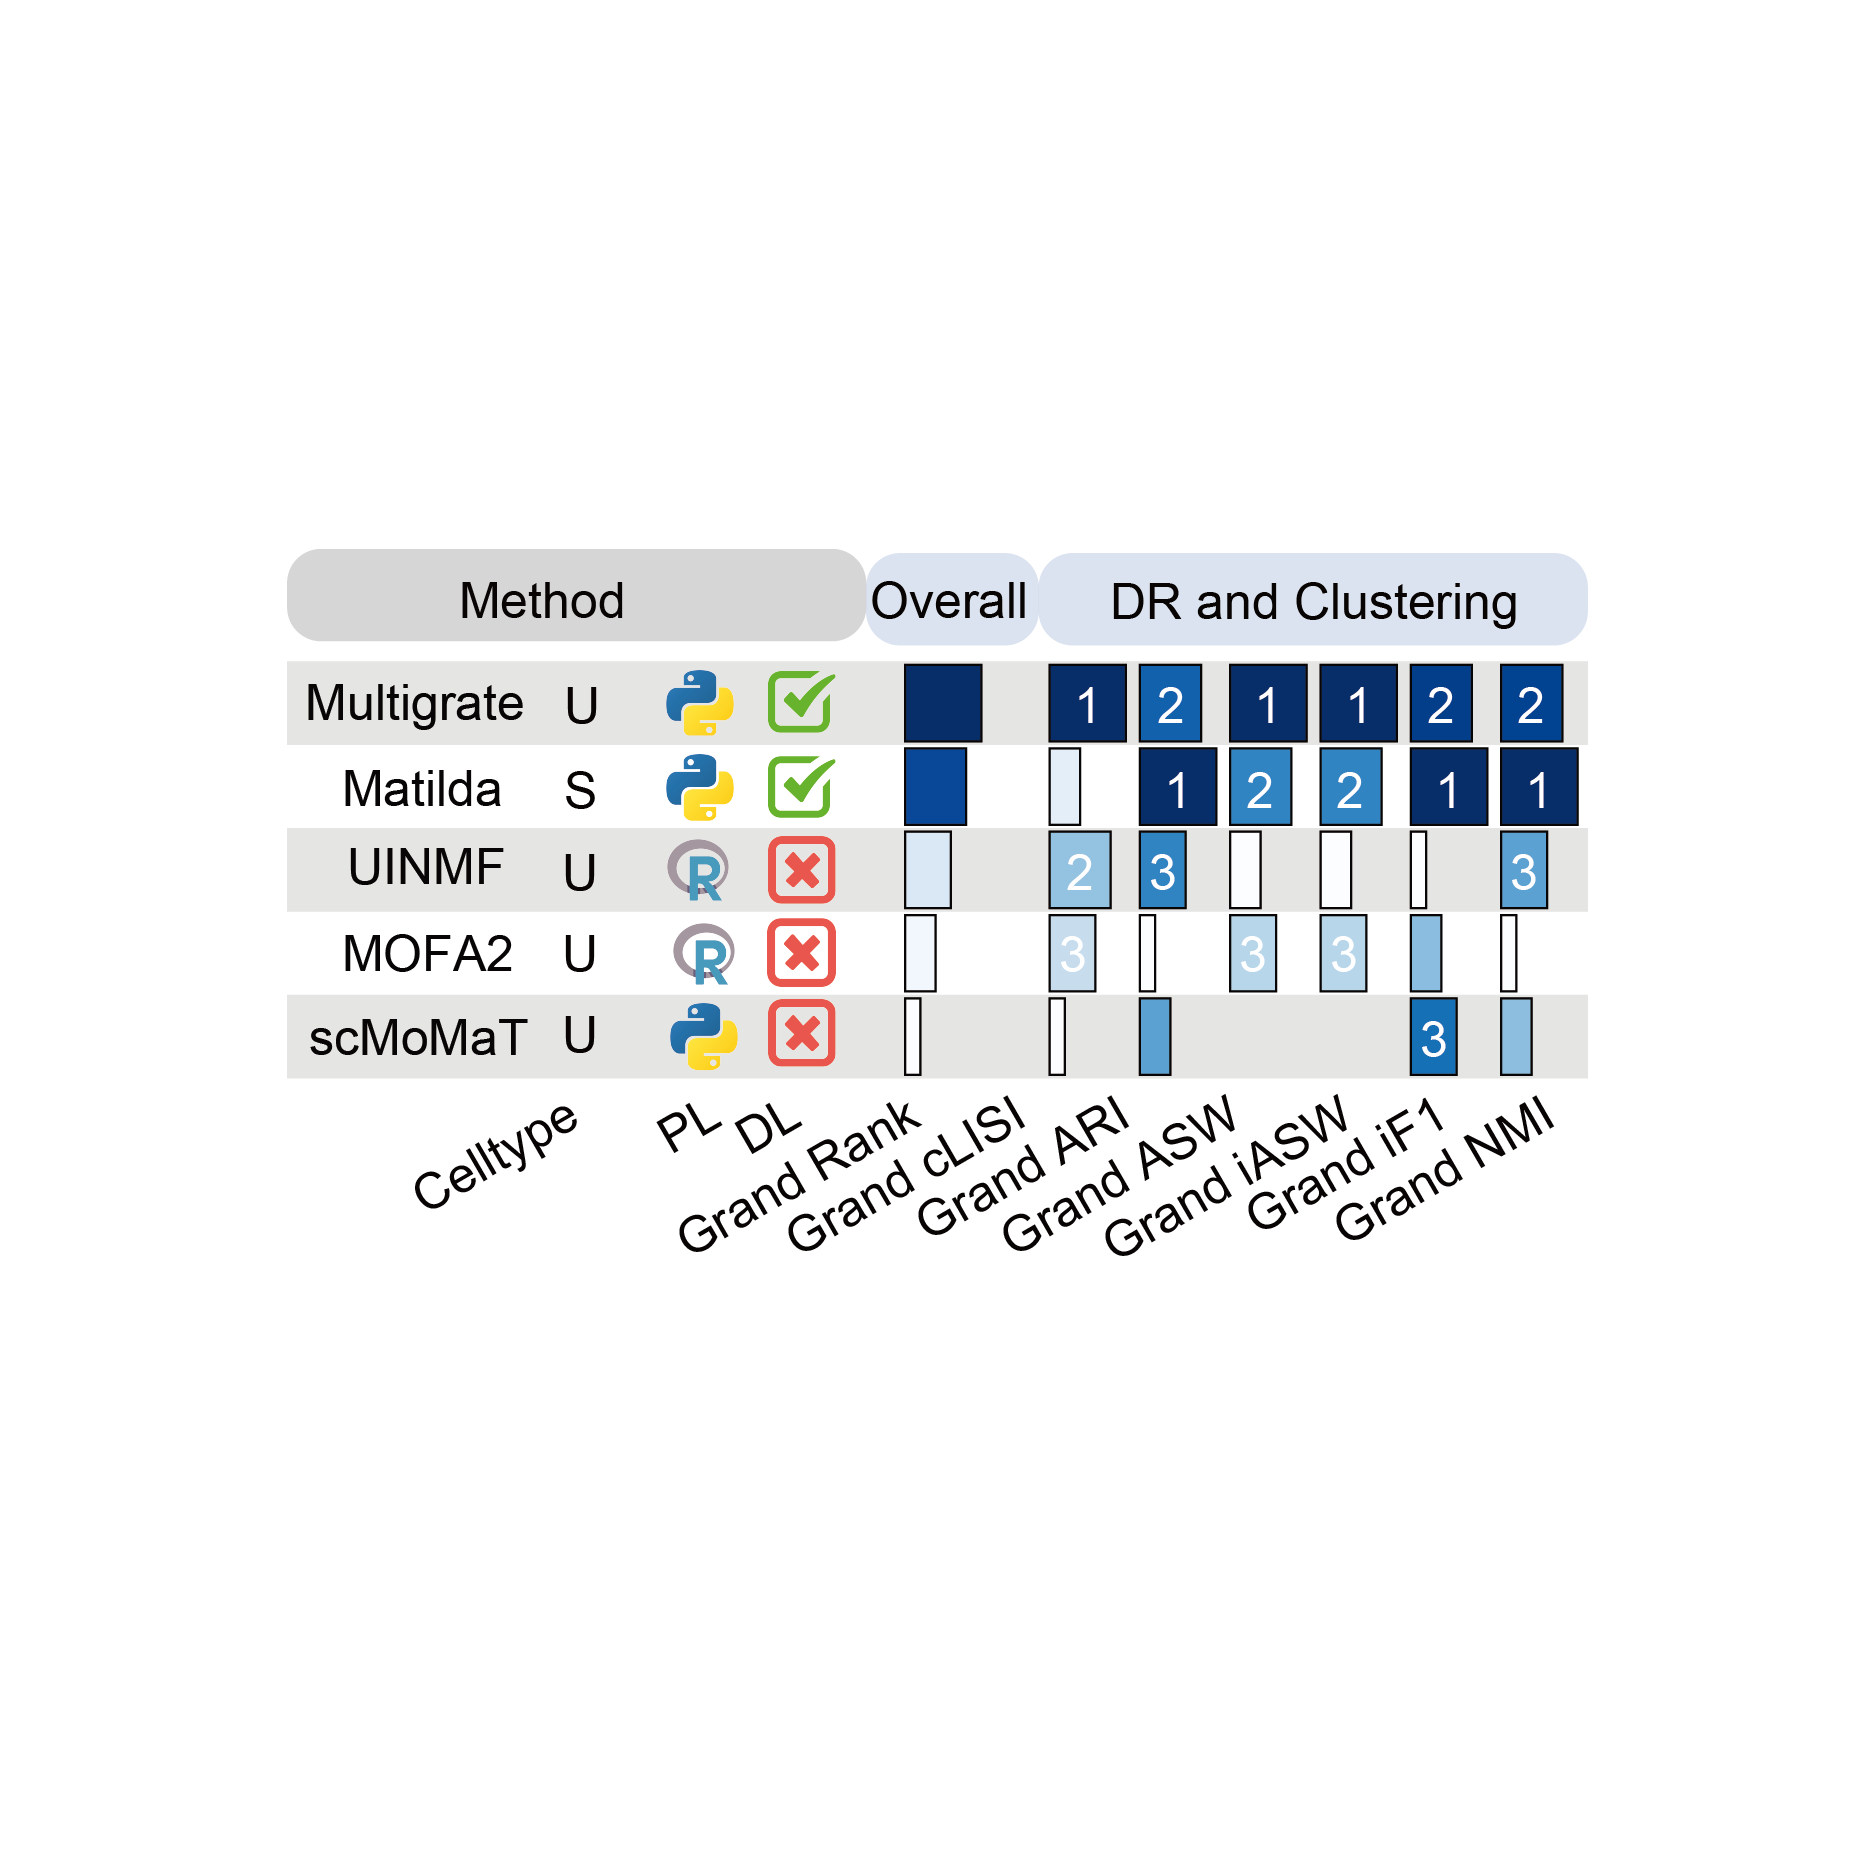 Method Overall DR and Clustering
Multigrate U 1 2 1 1 2 2
Matilda S 1 2 2 1 1
UINMF U R 2 3 3
MOFA2 U R 3 3 3
scMoMaT U 3
Celltype
PL
DL
Grand Rank
Grand cLISI
Grand ARI
Grand ASW
Grand iASW
Grand iF1
Grand NMI